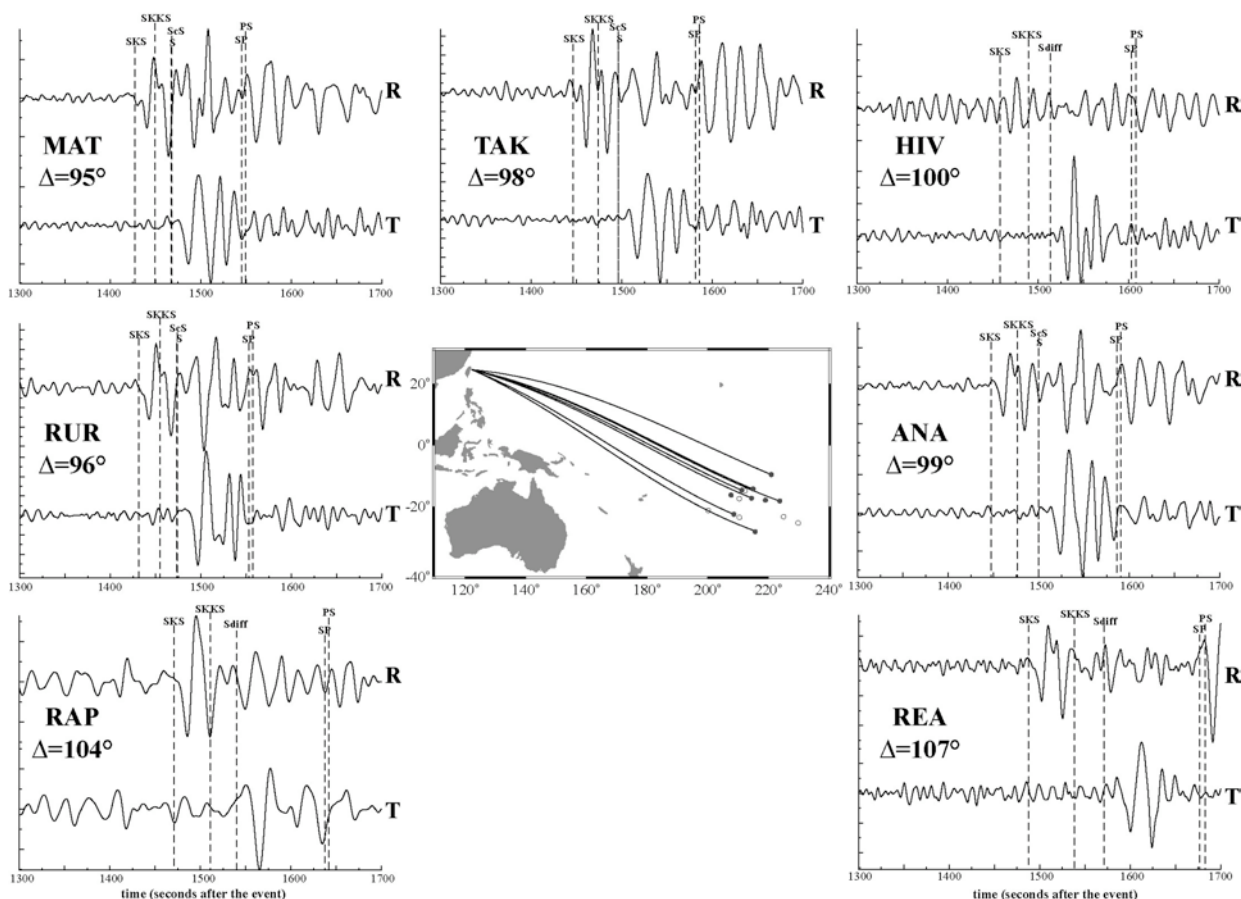 SKKS
PS
SKS
ScS
S
SP
R
MAT
Δ=95°
T
1300 1400 1500 1600 1700
SKKS
PS
SKS
ScS
S
SP
R
TAK
Δ=98°
T
1300 1400 1500 1600 1700
SKKS
PS
SKS
Sdiff
SP
R
HIV
Δ=100°
T
1300 1400 1500 1600 1700
SKKS
PS
SKS
ScS
S
SP
R
RUR
Δ=96°
T
1300 1400 1500 1600 1700
20°
0°
-20°
-40°
120° 140° 160° 180° 200° 220° 240°
SKKS
PS
SKS
ScS
S
SP
R
ANA
Δ=99°
T
1300 1400 1500 1600 1700
SKKS
PS
SKS
Sdiff
SP
R
RAP
Δ=104°
T
1300 1400 1500 1600 1700
time (seconds after the event)
SKKS
PS
SKS
Sdiff
SP
R
REA
Δ=107°
T
1300 1400 1500 1600 1700
time (seconds after the event)